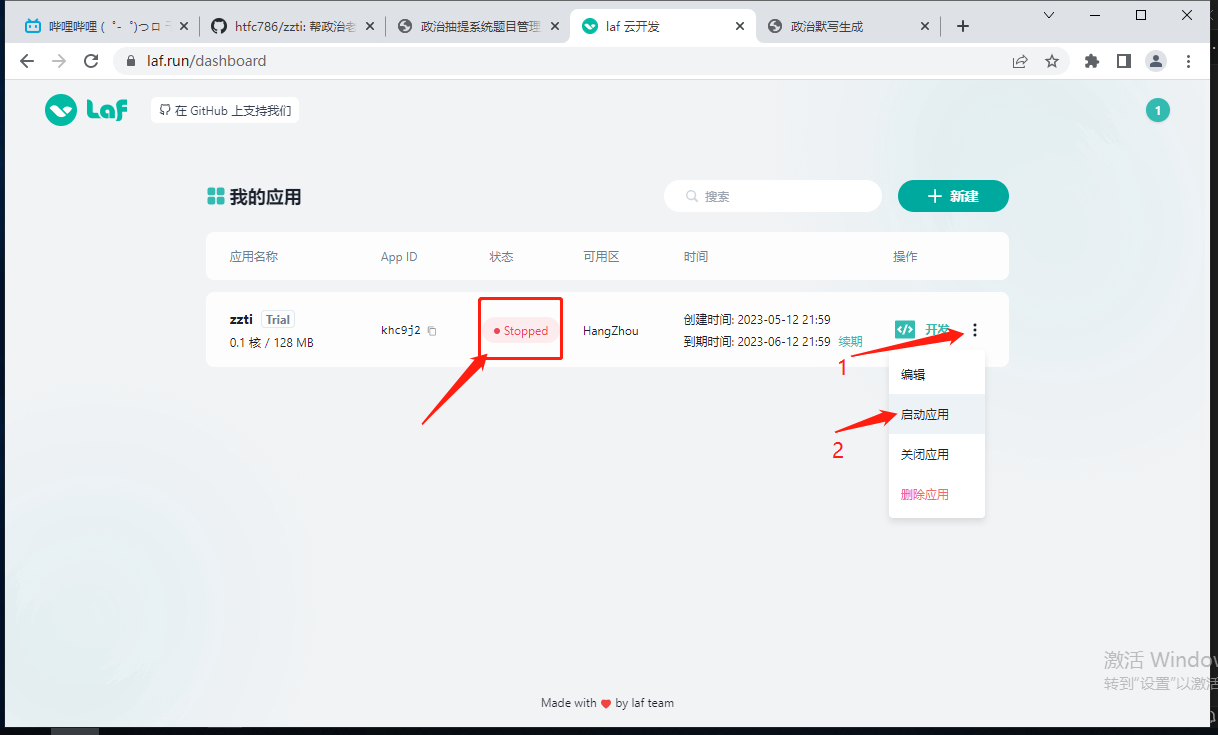 哔哩哔哩 (゜-゜)つロ
htfc786/zzti: 帮政治老
政治抽提系统题目管理
laf 云开发
政治默写生成
laf.run/dashboard
Laf
在 GitHub 上支持我们
1
我的应用
搜索
新建
应用名称
App ID
状态
可用区
时间
操作
zzti
Trial
0.1 核 / 128 MB
khc9j2
Stopped
HangZhou
创建时间: 2023-05-12 21:59
到期时间: 2023-06-12 21:59
续期
开发
1
编辑
启动应用
2
关闭应用
删除应用
激活 Window
转到"设置"以激活
Made with ❤ by laf team